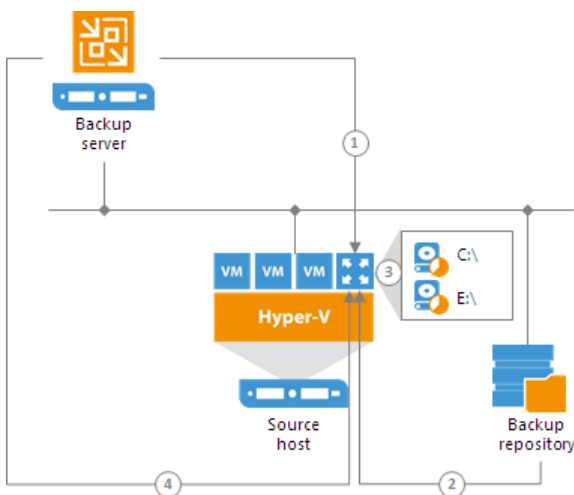 Backup
server
1
VM
VM
VM
3
C:\
E:\
Hyper-V
Source
host
Backup
repository
4
2